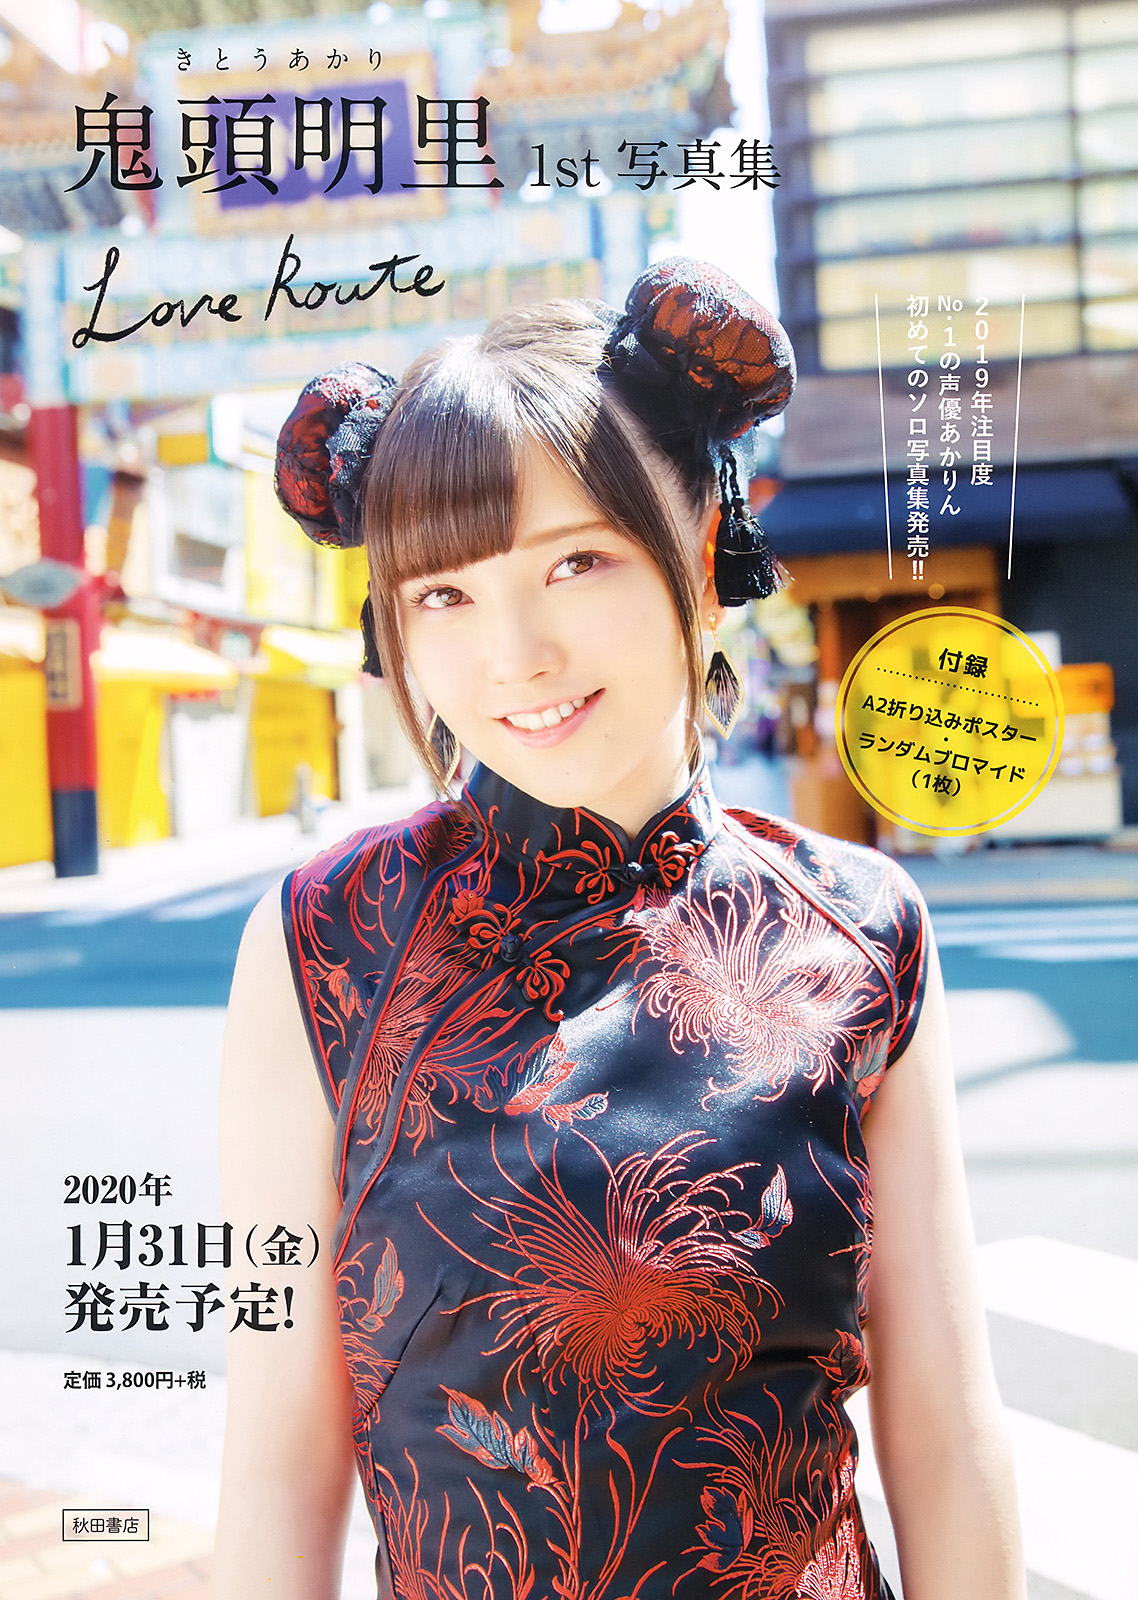 きとうあかり
鬼頭明里 1st 写真集
Love Route
2019年注目度
No.1の声優あかりん
初めてのソロ写真集発売!!
付録
A2折り込みポスター
・
ランダムブロマイド
（1枚）
2020年
1月31日（金）
発売予定!
定価 3,800円+税
秋田書店